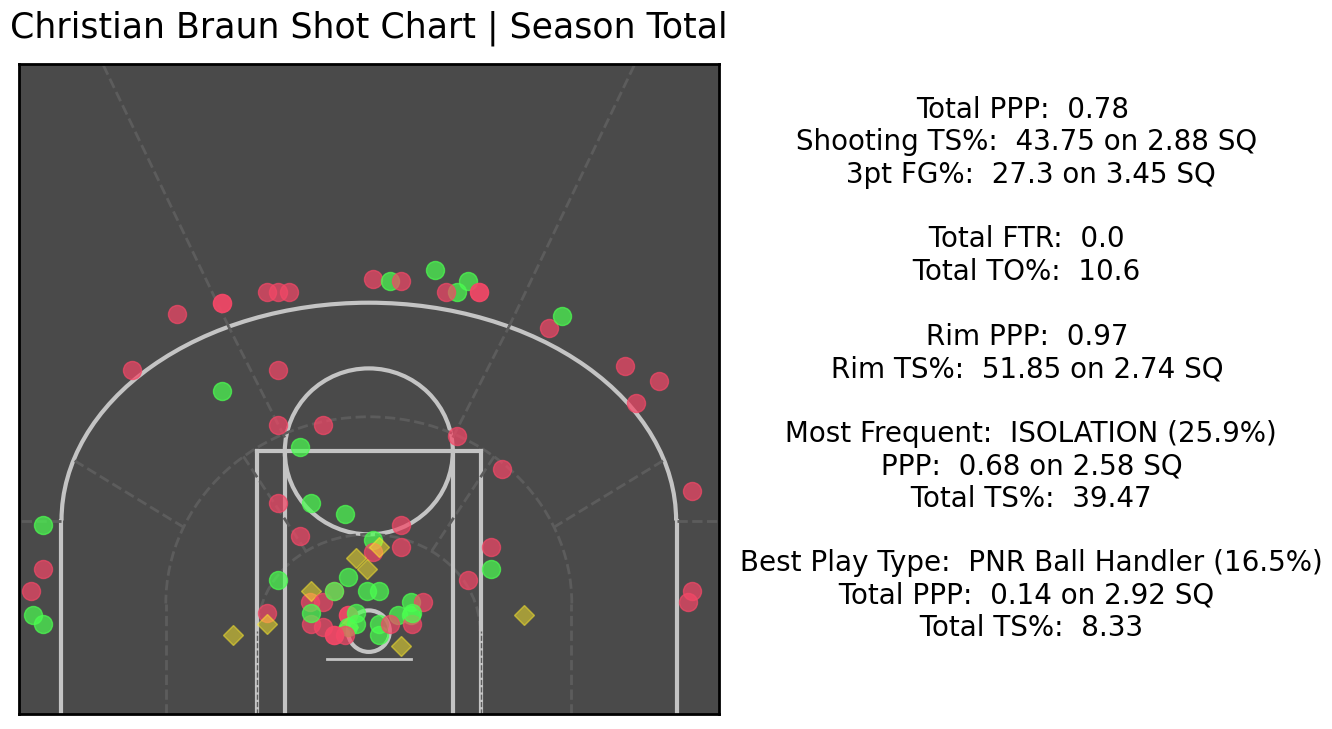 Christian Braun Shot Chart | Season Total
Total PPP:  0.78
Shooting TS%:  43.75 on 2.88 SQ
3pt FG%:  27.3 on 3.45 SQ
Total FTR:  0.0
Total TO%:  10.6
Rim PPP:  0.97
Rim TS%:  51.85 on 2.74 SQ
Most Frequent:  ISOLATION (25.9%)
PPP:  0.68 on 2.58 SQ
Total TS%:  39.47
Best Play Type:  PNR Ball Handler (16.5%)
Total PPP:  0.14 on 2.92 SQ
Total TS%:  8.33